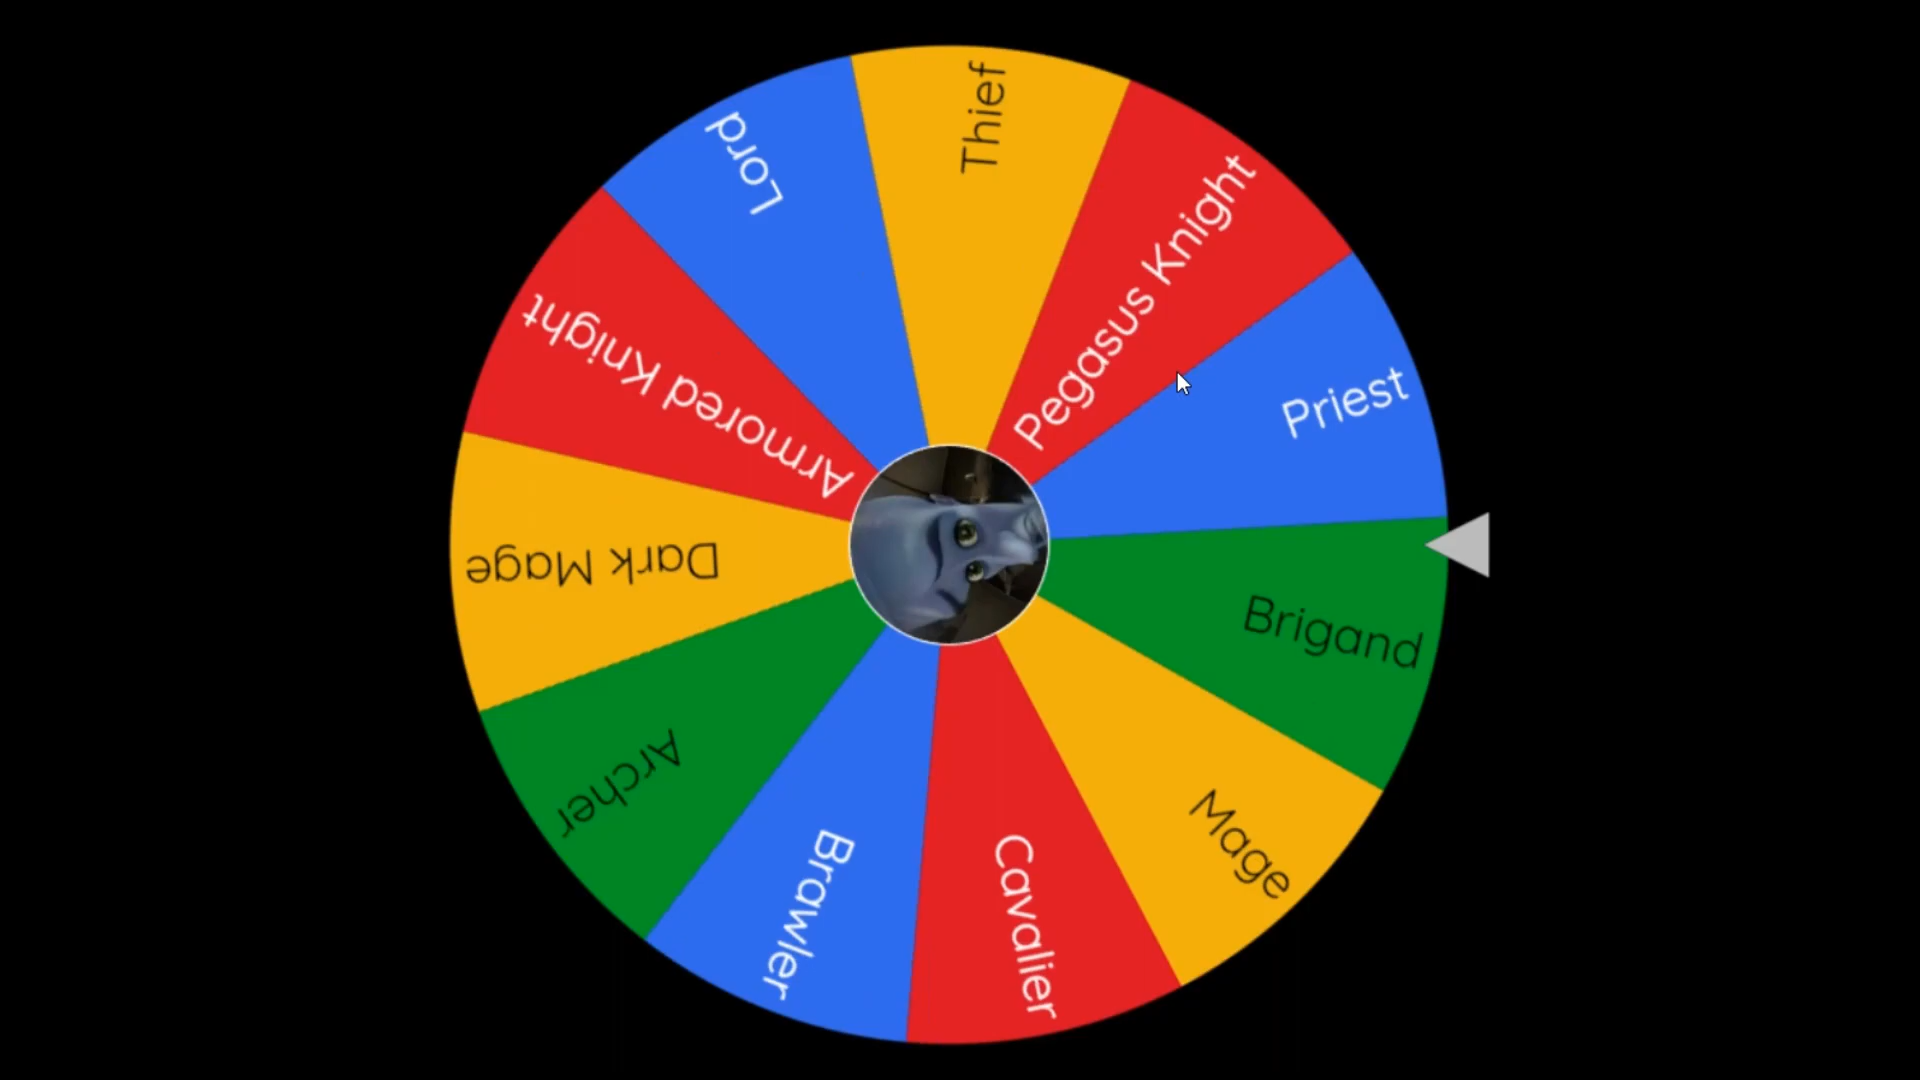 Thief
Pegasus Knight
Priest
Brigand
Mage
Cavalier
Brawler
Archer
Dark Mage
Armored Knight
Lord